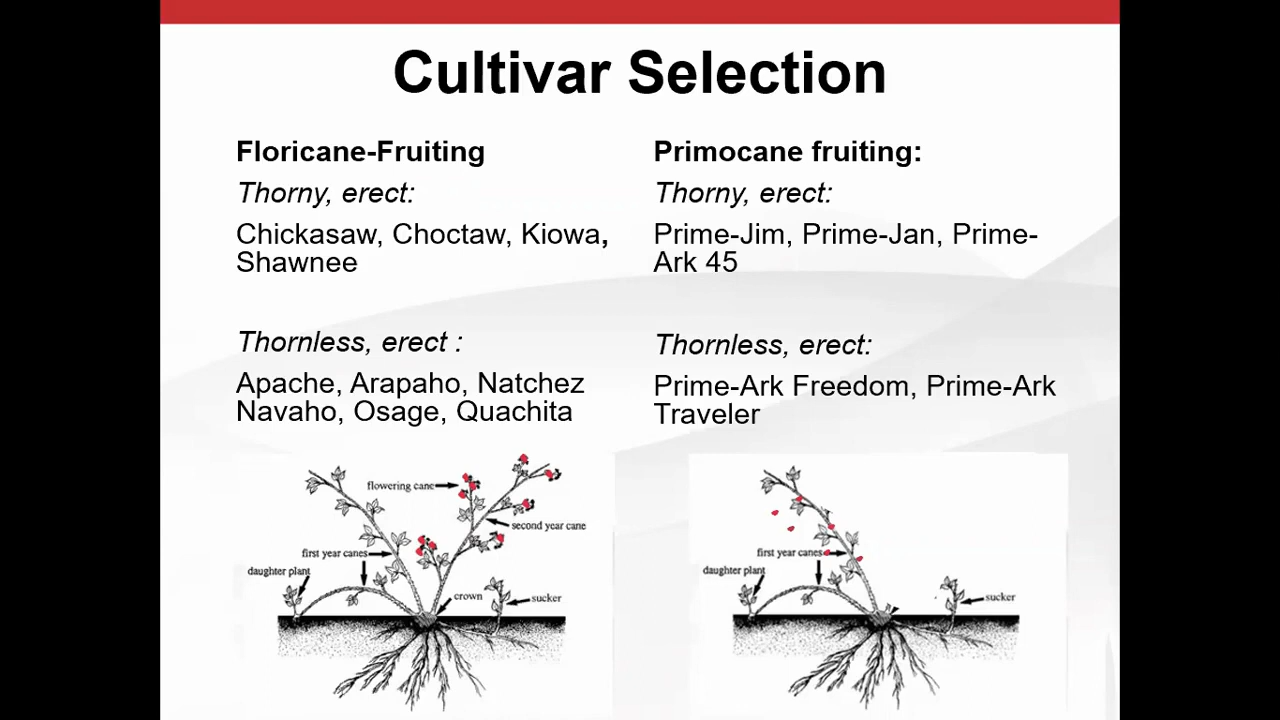 Cultivar Selection
Floricane-Fruiting
Thorny, erect:
Chickasaw, Choctaw, Kiowa,
Shawnee
Thornless, erect :
Apache, Arapaho, Natchez
Navaho, Osage, Quachita
Primocane fruiting:
Thorny, erect:
Prime-Jim, Prime-Jan, Prime-
Ark 45
Thornless, erect:
Prime-Ark Freedom, Prime-Ark
Traveler
flowering cane
second year cane
first year canes
daughter plant
crown
sucker
first year canes
daughter plant
sucker